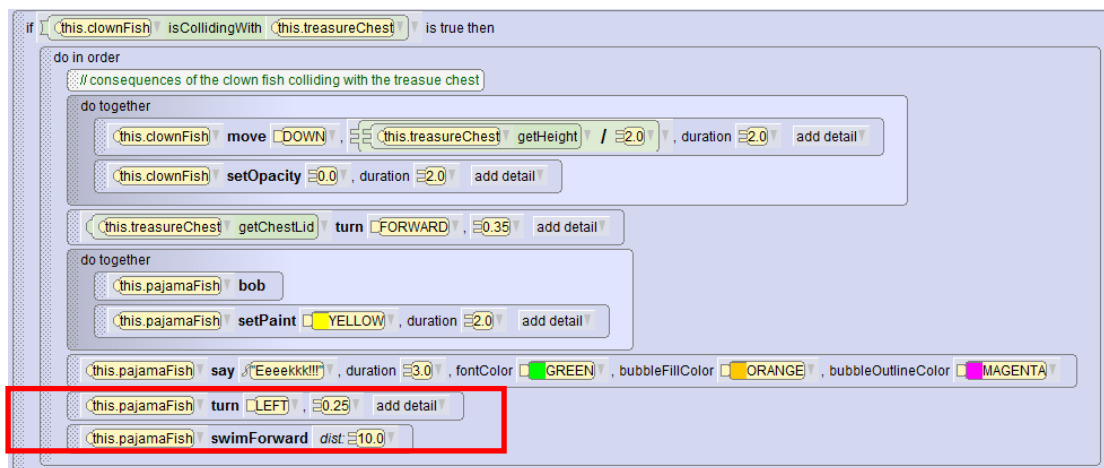 if this.clownFish isCollidingWith this.treasureChest is true then
do in order
// consequences of the clown fish colliding with the treasue chest
do together
this.clownFish move DOWN , this.treasureChest getHeight / 2.0 , duration 2.0 add detail
this.clownFish setOpacity 0.0 , duration 2.0 add detail
this.treasureChest getChestLid turn FORWARD , 0.35 add detail
do together
this.pajamaFish bob
this.pajamaFish setPaint YELLOW , duration 2.0 add detail
this.pajamaFish say "Eeeekkk!!!" , duration 3.0 , fontColor GREEN , bubbleFillColor ORANGE , bubbleOutlineColor MAGENTA
this.pajamaFish turn LEFT , 0.25 add detail
this.pajamaFish swimForward dist: 10.0